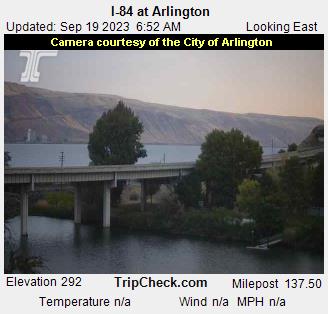 I-84 at Arlington
Updated: Sep 19 2023 6:52 AM Looking East
Camera courtesy of the City of Arlington
Elevation 292 TripCheck.com Milepost 137.50
Temperature n/a Wind n/a MPH n/a